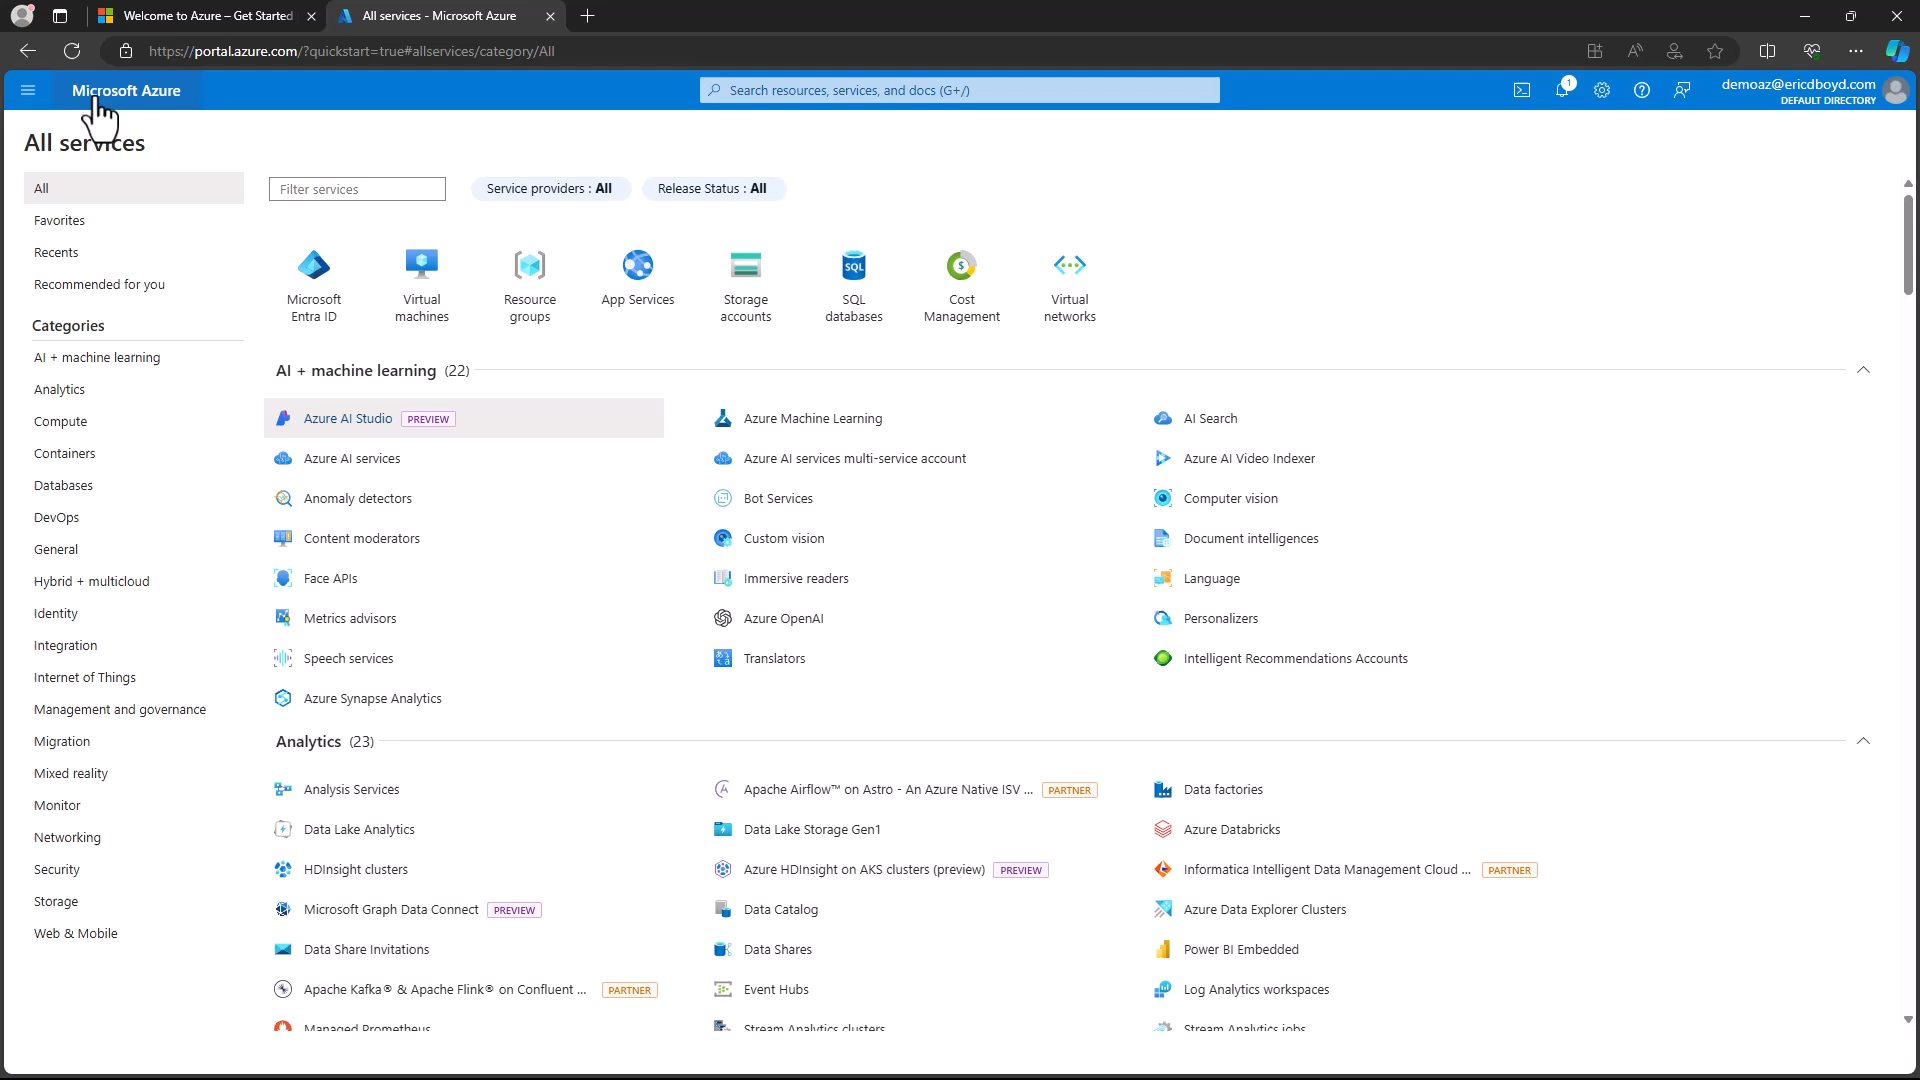 Welcome to Azure – Get Started
All services - Microsoft Azure
https://portal.azure.com/?quickstart=true#allservices/category/All
Microsoft Azure
Search resources, services, and docs (G+/)
1
demoaz@ericdboyd.com
DEFAULT DIRECTORY
All services
All
Favorites
Recents
Recommended for you
Categories
AI + machine learning
Analytics
Compute
Containers
Databases
DevOps
General
Hybrid + multicloud
Identity
Integration
Internet of Things
Management and governance
Migration
Mixed reality
Monitor
Networking
Security
Storage
Web & Mobile
Filter services
Service providers : All
Release Status : All
Microsoft
Entra ID
Virtual
machines
Resource
groups
App Services
Storage
accounts
SQL
SQL
databases
Cost
Management
Virtual
networks
AI + machine learning (22)
Azure AI Studio PREVIEW
Azure Machine Learning
AI Search
Azure AI services
Azure AI services multi-service account
Azure AI Video Indexer
Anomaly detectors
Bot Services
Computer vision
Content moderators
Custom vision
Document intelligences
Face APIs
Immersive readers
Language
Metrics advisors
Azure OpenAI
Personalizers
Speech services
Translators
Intelligent Recommendations Accounts
Azure Synapse Analytics
Analytics (23)
Analysis Services
Apache Airflow™ on Astro - An Azure Native ISV ... PARTNER
Data factories
Data Lake Analytics
Data Lake Storage Gen1
Azure Databricks
HDInsight clusters
Azure HDInsight on AKS clusters (preview) PREVIEW
Informatica Intelligent Data Management Cloud ... PARTNER
Microsoft Graph Data Connect PREVIEW
Data Catalog
Azure Data Explorer Clusters
Data Share Invitations
Data Shares
Power BI Embedded
Apache Kafka® & Apache Flink® on Confluent ... PARTNER
Event Hubs
Log Analytics workspaces
Managed Prometheus
Stream Analytics clusters
Stream Analytics jobs